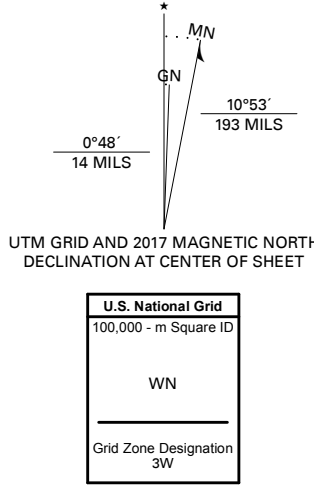 MN
GN
10°53´
193 MILS
0°48´
14 MILS
UTM GRID AND 2017 MAGNETIC NORTH
DECLINATION AT CENTER OF SHEET
U.S. National Grid
100,000 - m Square ID
WN
Grid Zone Designation
3W